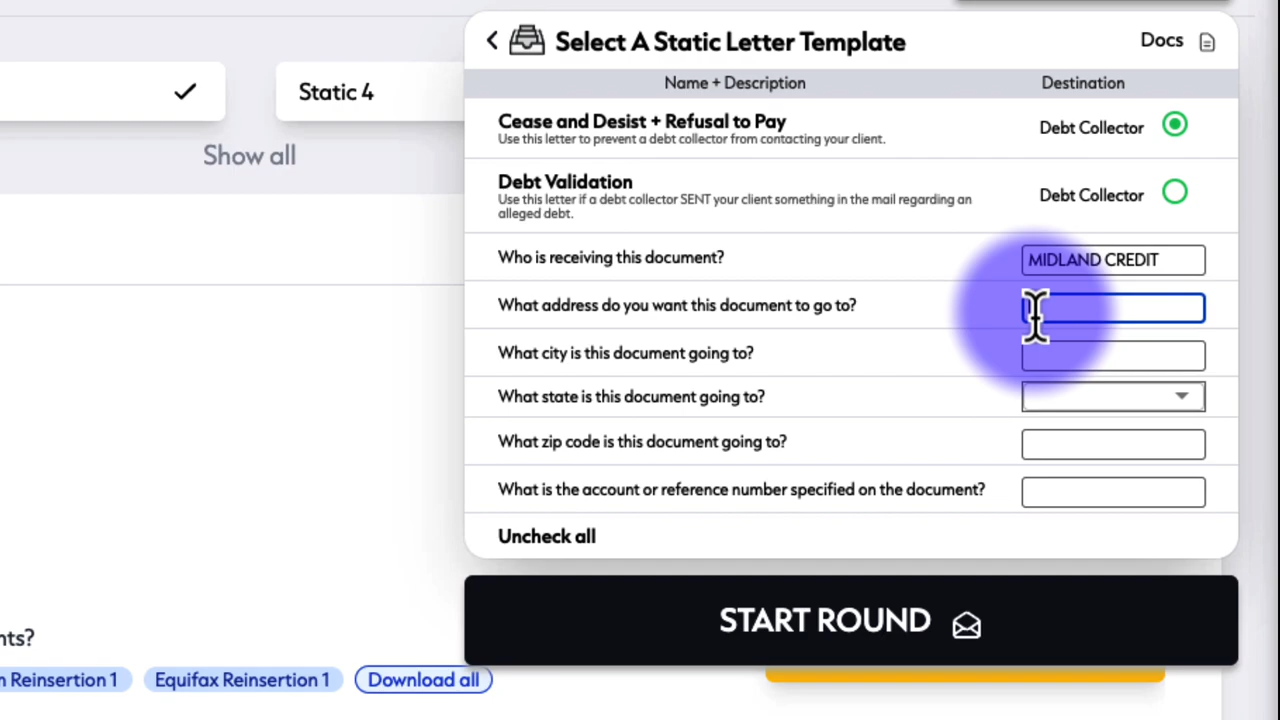 Select A Static Letter Template
Docs
Name + Description
Destination
Static 4
Show all
Cease and Desist + Refusal to Pay
Use this letter to prevent a debt collector from contacting your client.
Debt Collector
Debt Validation
Use this letter if a debt collector SENT your client something in the mail regarding an
alleged debt.
Debt Collector
Who is receiving this document?
MIDLAND CREDIT
What address do you want this document to go to?
What city is this document going to?
What state is this document going to?
What zip code is this document going to?
What is the account or reference number specified on the document?
Uncheck all
START ROUND
nts?
n Reinsertion 1
Equifax Reinsertion 1
Download all